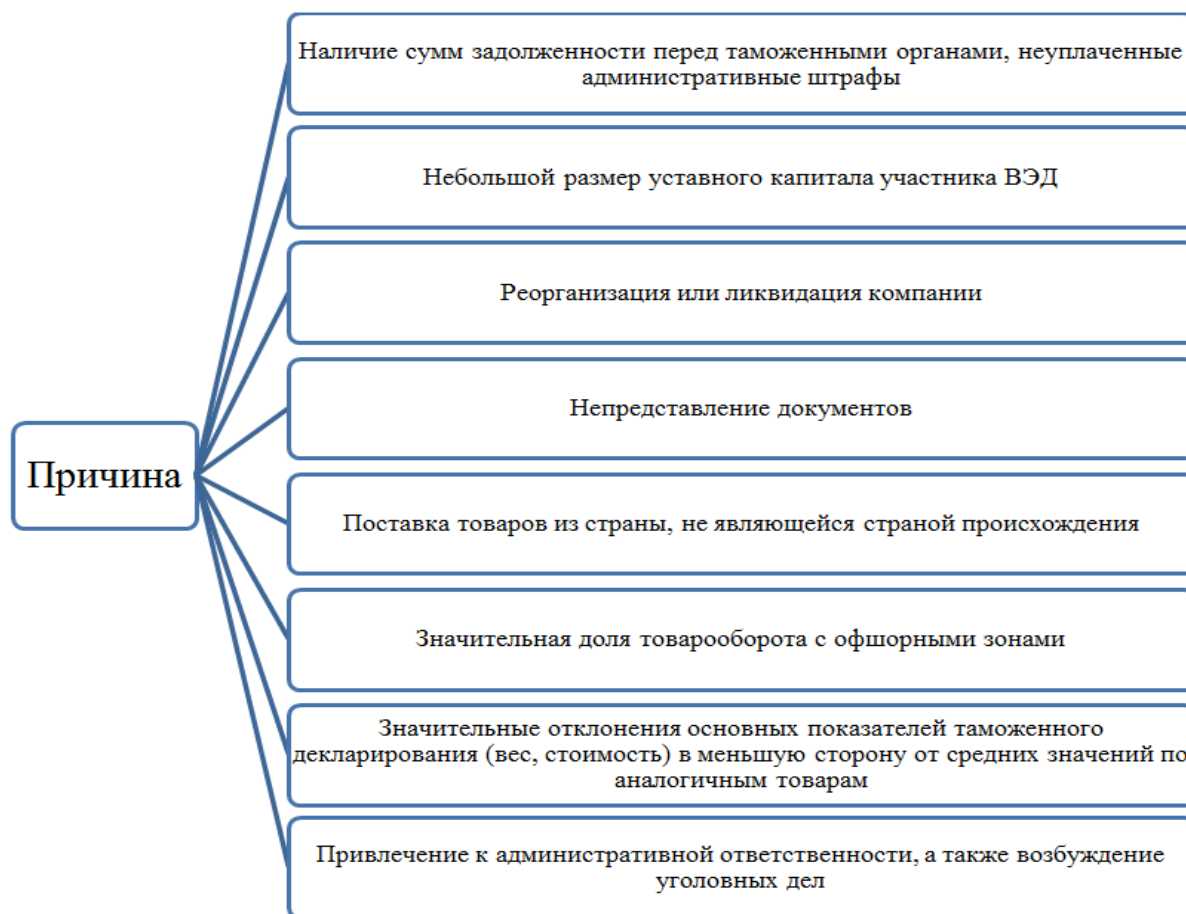 Причина
Наличие сумм задолженности перед таможенными органами, неуплаченные
административные штрафы
Небольшой размер уставного капитала участника ВЭД
Реорганизация или ликвидация компании
Непредставление документов
Поставка товаров из страны, не являющейся страной происхождения
Значительная доля товарооборота с офшорными зонами
Значительные отклонения основных показателей таможенного
декларирования (вес, стоимость) в меньшую сторону от средних значений по
аналогичным товарам
Привлечение к административной ответственности, а также возбуждение
уголовных дел